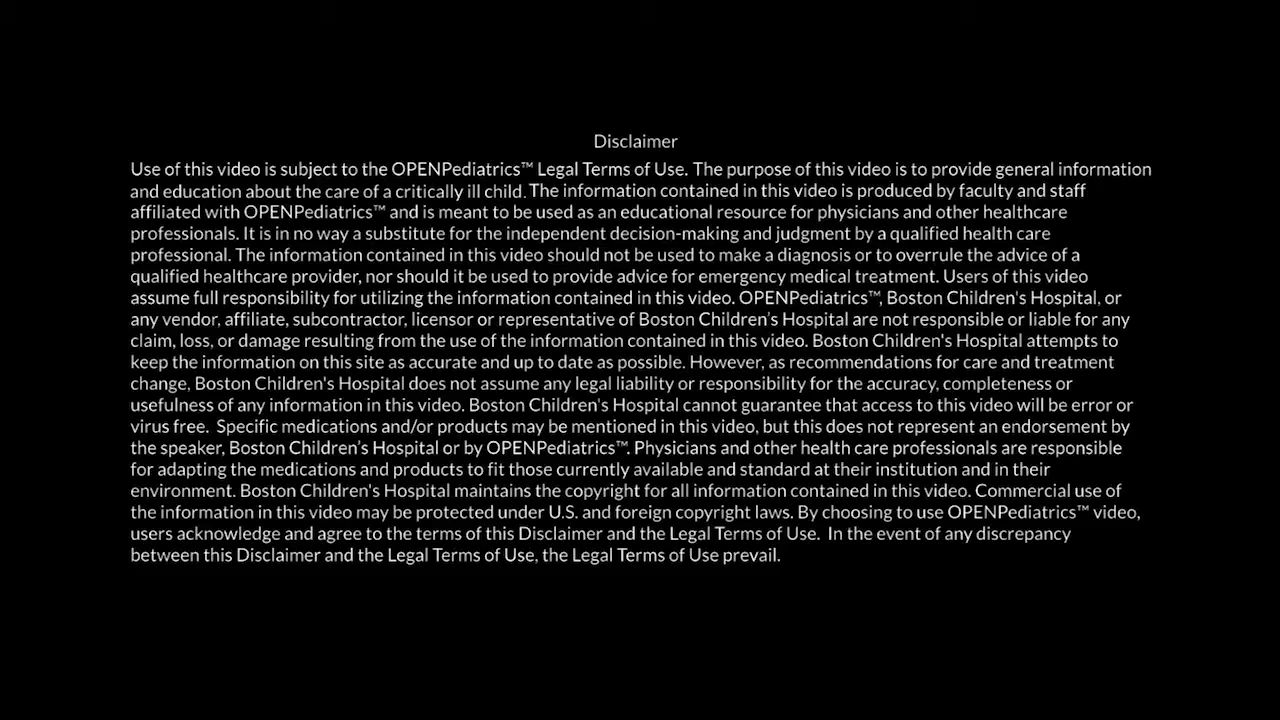 Disclaimer
Use of this video is subject to the OPENPediatrics™ Legal Terms of Use. The purpose of this video is to provide general information
and education about the care of a critically ill child. The information contained in this video is produced by faculty and staff
affiliated with OPENPediatrics™ and is meant to be used as an educational resource for physicians and other healthcare
professionals. It is in no way a substitute for the independent decision-making and judgment by a qualified health care
professional. The information contained in this video should not be used to make a diagnosis or to overrule the advice of a
qualified healthcare provider, nor should it be used to provide advice for emergency medical treatment. Users of this video
assume full responsibility for utilizing the information contained in this video. OPENPediatrics™, Boston Children's Hospital, or
any vendor, affiliate, subcontractor, licensor or representative of Boston Children’s Hospital are not responsible or liable for any
claim, loss, or damage resulting from the use of the information contained in this video. Boston Children's Hospital attempts to
keep the information on this site as accurate and up to date as possible. However, as recommendations for care and treatment
change, Boston Children's Hospital does not assume any legal liability or responsibility for the accuracy, completeness or
usefulness of any information in this video. Boston Children's Hospital cannot guarantee that access to this video will be error or
virus free.  Specific medications and/or products may be mentioned in this video, but this does not represent an endorsement by
the speaker, Boston Children’s Hospital or by OPENPediatrics™. Physicians and other health care professionals are responsible
for adapting the medications and products to fit those currently available and standard at their institution and in their
environment. Boston Children's Hospital maintains the copyright for all information contained in this video. Commercial use of
the information in this video may be protected under U.S. and foreign copyright laws. By choosing to use OPENPediatrics™ video,
users acknowledge and agree to the terms of this Disclaimer and the Legal Terms of Use.  In the event of any discrepancy
between this Disclaimer and the Legal Terms of Use, the Legal Terms of Use prevail.